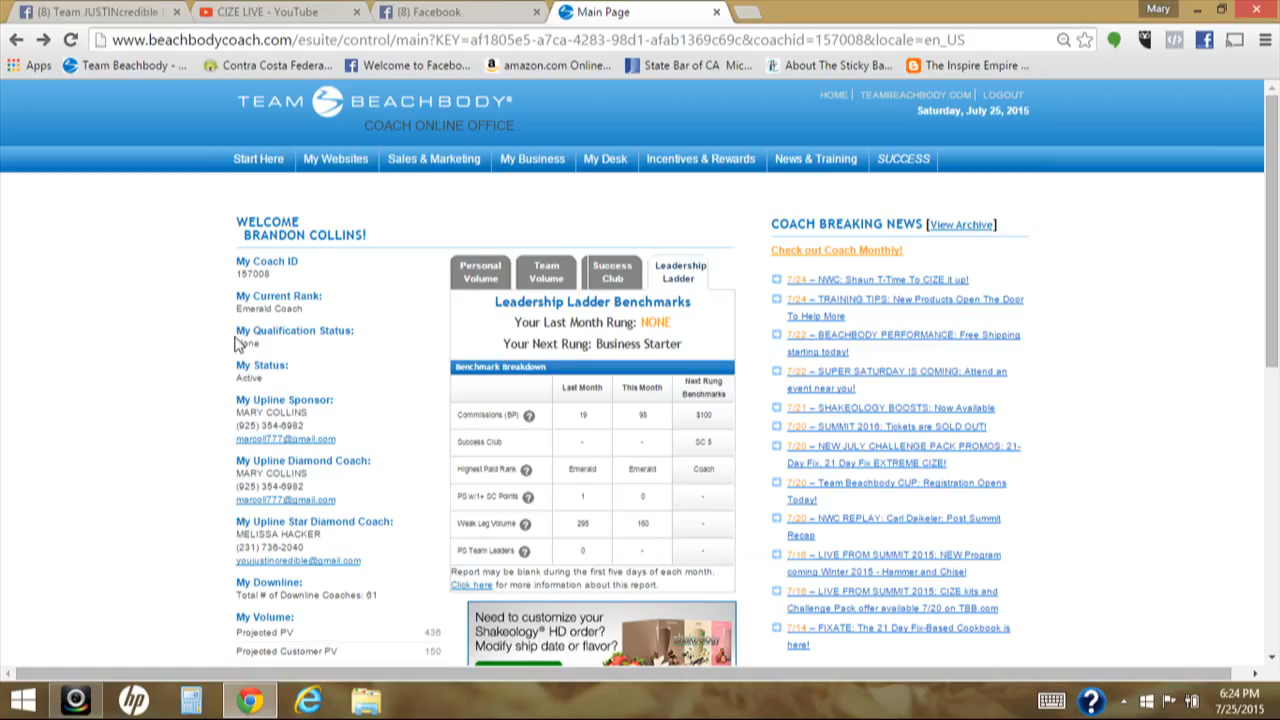 (8) Team JUSTINcredible
CIZE LIVE - YouTube
(8) Facebook
Main Page
Mary
www.beachbodycoach.com/esuite/control/main?KEY=af1805e5-a7ca-4283-98d1-afab1369c69c&coachid=157008&locale=en_US
Apps
Team Beachbody - ...
Contra Costa Federa...
Welcome to Facebo...
amazon.com Online...
State Bar of CA Mic...
About The Sticky Ba...
The Inspire Empire ...
TEAM BEACHBODY®
COACH ONLINE OFFICE
HOME | TEAMBEACHBODY.COM | LOGOUT
Saturday, July 25, 2015
Start Here
My Websites
Sales & Marketing
My Business
My Desk
Incentives & Rewards
News & Training
SUCCESS
WELCOME
BRANDON COLLINS!
My Coach ID
157008
My Current Rank:
Emerald Coach
My Qualification Status:
None
My Status:
Active
My Upline Sponsor:
MARY COLLINS
(925) 354-6982
marcoll777@gmail.com
My Upline Diamond Coach:
MARY COLLINS
(925) 354-6982
marcoll777@gmail.com
My Upline Star Diamond Coach:
MELISSA HACKER
(231) 736-2040
youjustincredible@gmail.com
My Downline:
Total # of Downline Coaches: 61
My Volume:
Projected PV 436
Projected Customer PV 150
Personal Volume
Team Volume
Success Club
Leadership Ladder
Leadership Ladder Benchmarks
Your Last Month Rung: NONE
Your Next Rung: Business Starter
Benchmark Breakdown
Last Month This Month Next Rung Benchmarks
Commissions (BP) ? 19 95 $100
Success Club - - SC 5
Highest Paid Rank ? Emerald Emerald Coach
PS w/1+ SC Points ? 1 0 -
Weak Leg Volume ? 295 160 -
PS Team Leaders ? 0 - -
Report may be blank during the first five days of each month.
Click here for more information about this report.
Need to customize your
Shakeology® HD order?
Modify ship date or flavor?
COACH BREAKING NEWS [View Archive]
Check out Coach Monthly!
7/24 – NWC: Shaun T-Time To CIZE it up!
7/24 – TRAINING TIPS: New Products Open The Door
To Help More
7/22 – BEACHBODY PERFORMANCE: Free Shipping
starting today!
7/22 – SUPER SATURDAY IS COMING: Attend an
event near you!
7/21 – SHAKEOLOGY BOOSTS: Now Available
7/20 – SUMMIT 2016: Tickets are SOLD OUT!
7/20 – NEW JULY CHALLENGE PACK PROMOS: 21-
Day Fix, 21 Day Fix EXTREME CIZE!
7/20 – Team Beachbody CUP: Registration Opens
Today!
7/20 – NWC REPLAY: Carl Daikeler: Post Summit
Recap
7/16 – LIVE FROM SUMMIT 2015: NEW Program
coming Winter 2015 - Hammer and Chisel
7/16 – LIVE FROM SUMMIT 2015: CIZE kits and
Challenge Pack offer available 7/20 on TBB.com
7/14 – FIXATE: The 21 Day Fix-Based Cookbook is
here!
6:24 PM
7/25/2015